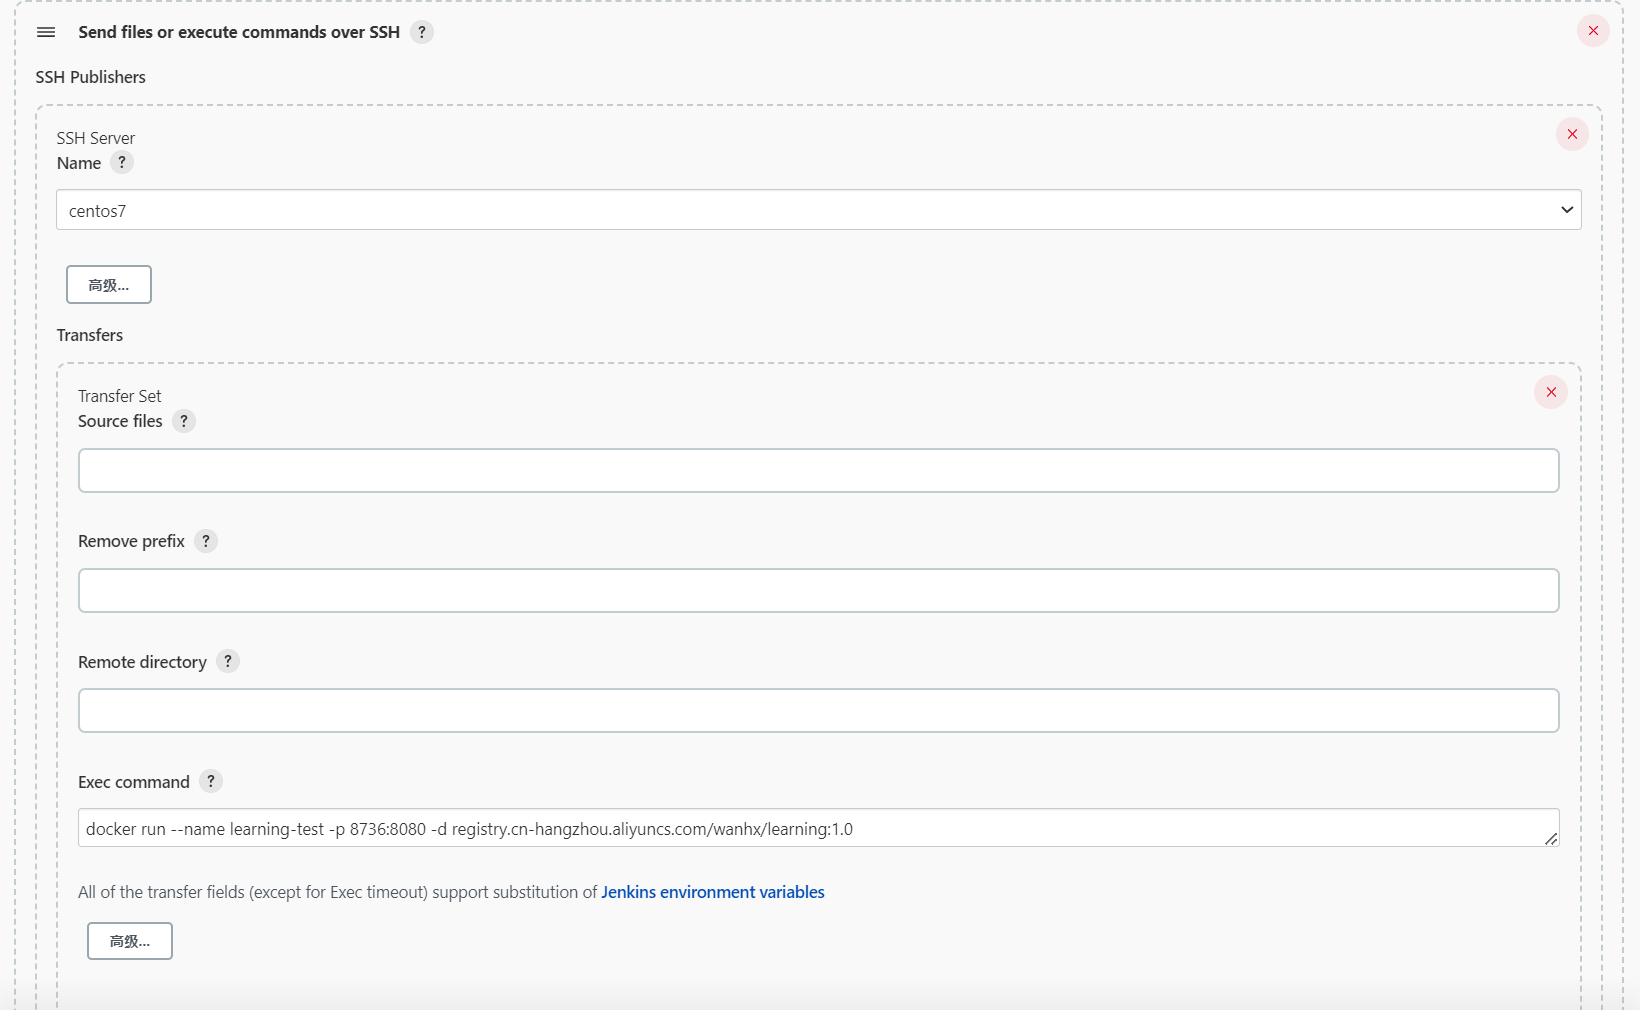 Send files or execute commands over SSH ?
SSH Publishers
SSH Server
Name ?
centos7
高级...
Transfers
Transfer Set
Source files ?
Remove prefix ?
Remote directory ?
Exec command ?
docker run --name learning-test -p 8736:8080 -d registry.cn-hangzhou.aliyuncs.com/wanhx/learning:1.0
All of the transfer fields (except for Exec timeout) support substitution of Jenkins environment variables
高级...